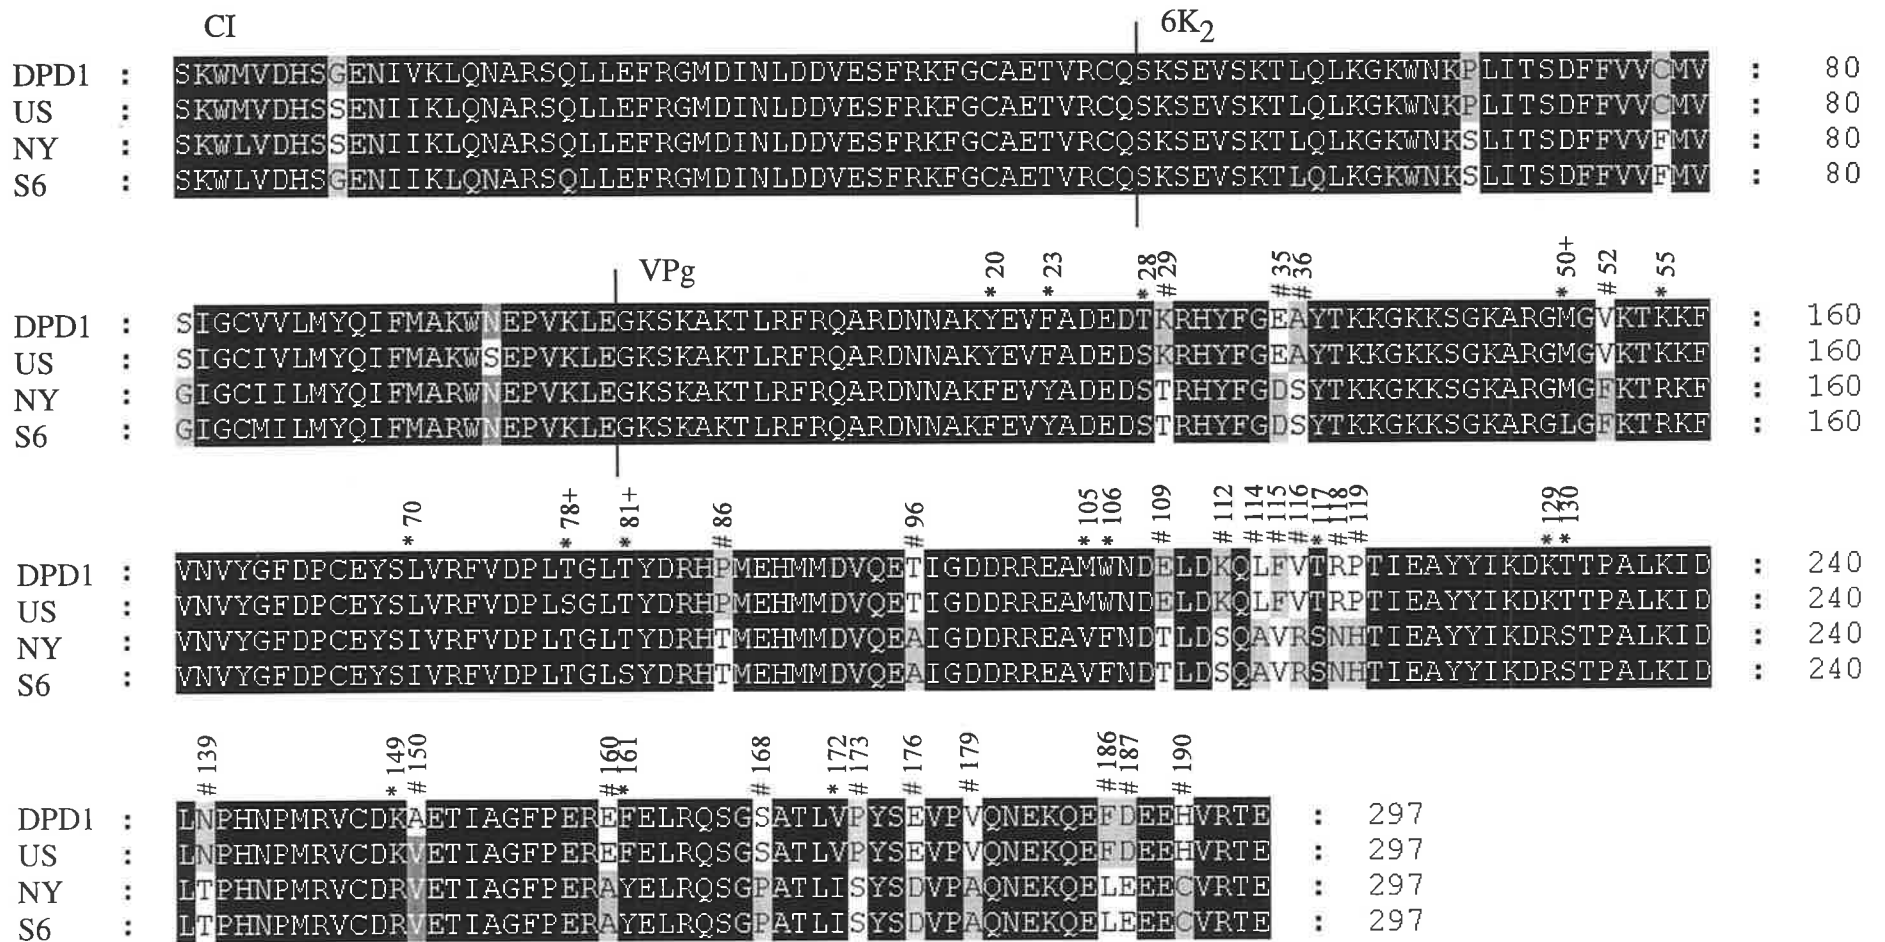 CI 6K2
DPD1 : SKWMVDHSGENIVKLQNARSQLLEFRGMDINLDDVESFRKFGCAETVRCQSKSEVSKTLQLKGKWNKPLITSDFFVVCMV : 80
US : SKWMVDHSSENIIKLQNARSQLLEFRGMDINLDDVESFRKFGCAETVRCQSKSEVSKTLQLKGKWNKPLITSDFFVVCMV : 80
NY : SKWLVDHSSENIIKLQNARSQLLEFRGMDINLDDVESFRKFGCAETVRCQSKSEVSKTLQLKGKWNKSLITSDFFVVFMV : 80
S6 : SKWLVDHSGENIIKLQNARSQLLEFRGMDINLDDVESFRKFGCAETVRCQSKSEVSKTLQLKGKWNKSLITSDFFVVFMV : 80
VPg * 20 * 23 * 28 # 29 # 35 # 36 * 50+ # 52 * 55
DPD1 : SIGCVVLMYQIFMAKWNEPVKLEGKSKAKTLRFRQARDNNAKYEVFADEDTKRHYFGEAYTKKGKKSGKARGMGVKTKKF : 160
US : SIGCIVLMYQIFMAKWSEPVKLEGKSKAKTLRFRQARDNNAKYEVFADEDSKRHYFGEAYTKKGKKSGKARGMGVKTKKF : 160
NY : GIGCIILMYQIFMARWNEPVKLEGKSKAKTLRFRQARDNNAKFEVYADEDSTRHYFGDSYTKKGKKSGKARGMGFKTRKF : 160
S6 : GIGCMILMYQIFMARWNEPVKLEGKSKAKTLRFRQARDNNAKFEVYADEDSTRHYFGDSYTKKGKKSGKARGLGFKTRKF : 160
* 70 * 78+ * 81+ # 86 # 96 * 105 * 106 # 109 # 112 # 114 # 115 # 116 * 117 # 118 # 119 * 129 * 130
DPD1 : VNVYGFDPCEYSLVRFVDPLTGLTYDRHPMEHMMDVQETIGDDRREAMWNDELDKQLFVTRPTIEAYYIKDKTTPALKID : 240
US : VNVYGFDPCEYSLVRFVDPLSGLTYDRHPMEHMMDVQETIGDDRREAMWNDELDKQLFVTRPTIEAYYIKDKTTPALKID : 240
NY : VNVYGFDPCEYSIVRFVDPLTGLTYDRHTMEHMMDVQEAIGDDRREAVFNDTLDSQAVRSNHTIEAYYIKDRSTPALKID : 240
S6 : VNVYGFDPCEYSIVRFVDPLTGLSYDRHTMEHMMDVQEAIGDDRREAVFNDTLDSQAVRSNHTIEAYYIKDRSTPALKID : 240
# 139 * 149 # 150 # 160 * 161 # 168 * 172 # 173 # 176 # 179 # 186 # 187 # 190
DPD1 : LNPHNPMRVCDKAETIAGFPEREFELRQSGSATLVPYSEVPVQNEKQEFDEEHVRTE : 297
US : LNPHNPMRVCDKVETIAGFPEREFELRQSGSATLVPYSEVPVQNEKQEFDEEHVRTE : 297
NY : LTPHNPMRVCDRVETIAGFPERAYELRQSGPATLISYSDVPAQNEKQELEEECVRTE : 297
S6 : LTPHNPMRVCDRVETIAGFPERAYELRQSGPATLISYSDVPAQNEKQELEEECVRTE : 297